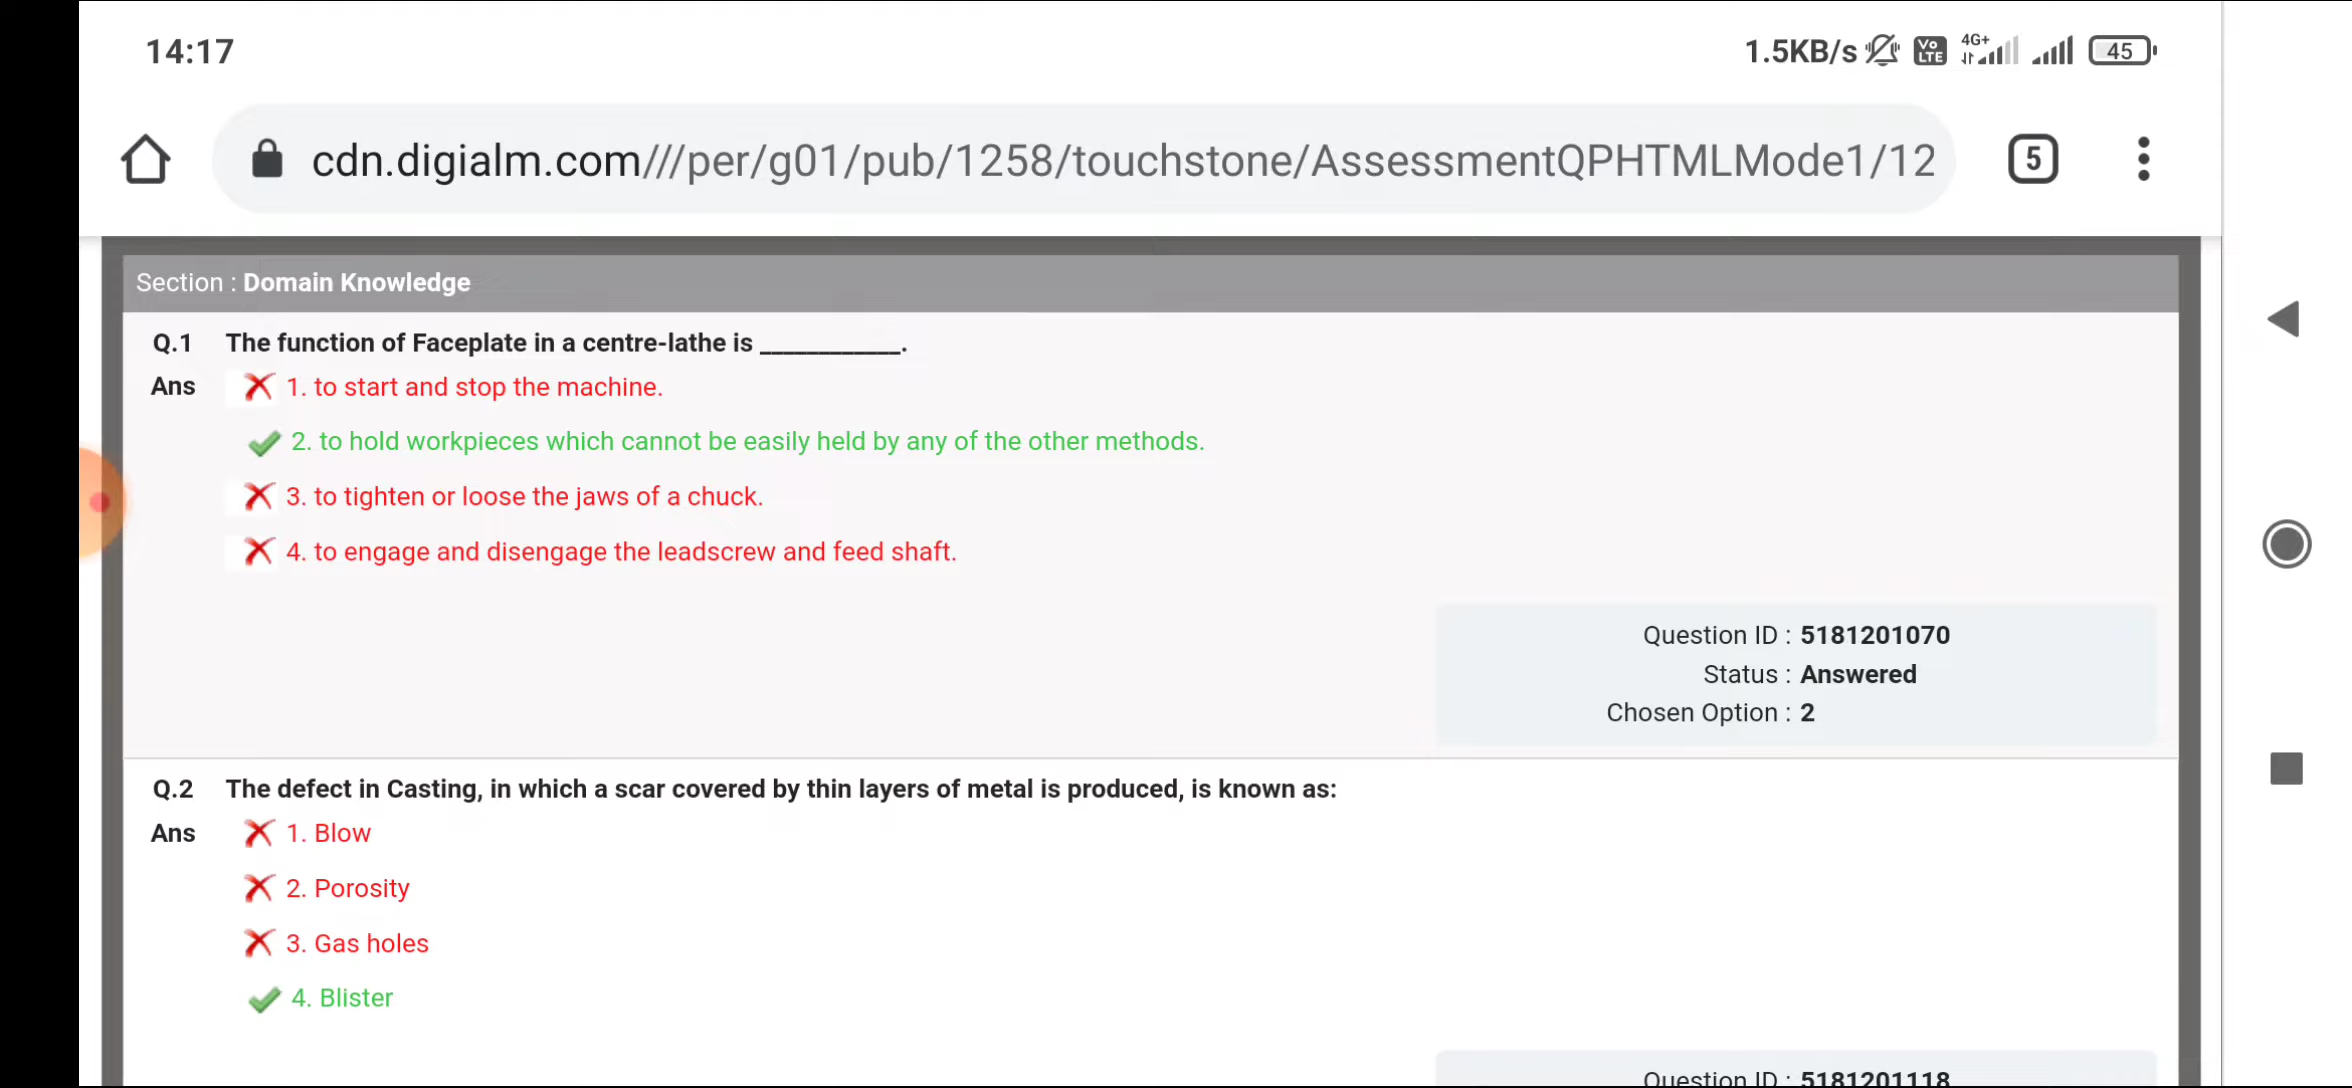 14:17
1.5KB/s Vo LTE 4G+ 45
cdn.digialm.com///per/g01/pub/1258/touchstone/AssessmentQPHTMLMode1/12
5
Section : Domain Knowledge
Q.1 The function of Faceplate in a centre-lathe is ____________.
Ans 1. to start and stop the machine.
2. to hold workpieces which cannot be easily held by any of the other methods.
3. to tighten or loose the jaws of a chuck.
4. to engage and disengage the leadscrew and feed shaft.
Question ID : 5181201070
Status : Answered
Chosen Option : 2
Q.2 The defect in Casting, in which a scar covered by thin layers of metal is produced, is known as:
Ans 1. Blow
2. Porosity
3. Gas holes
4. Blister
Question ID : 5181201118